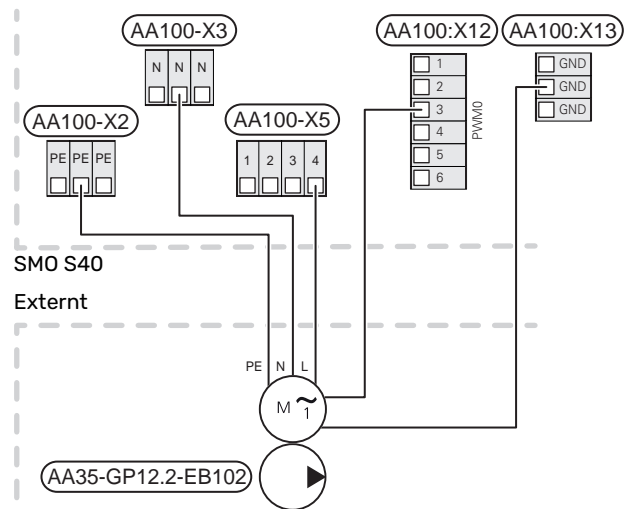 AA100-X3
AA100:X12
AA100:X13
N N N
1
2
3
4
5
6
PWM0
GND
GND
GND
AA100-X2
PE PE PE
AA100-X5
1 2 3 4
SMO S40
Externt
PE N L
M ~
1
AA35-GP12.2-EB102